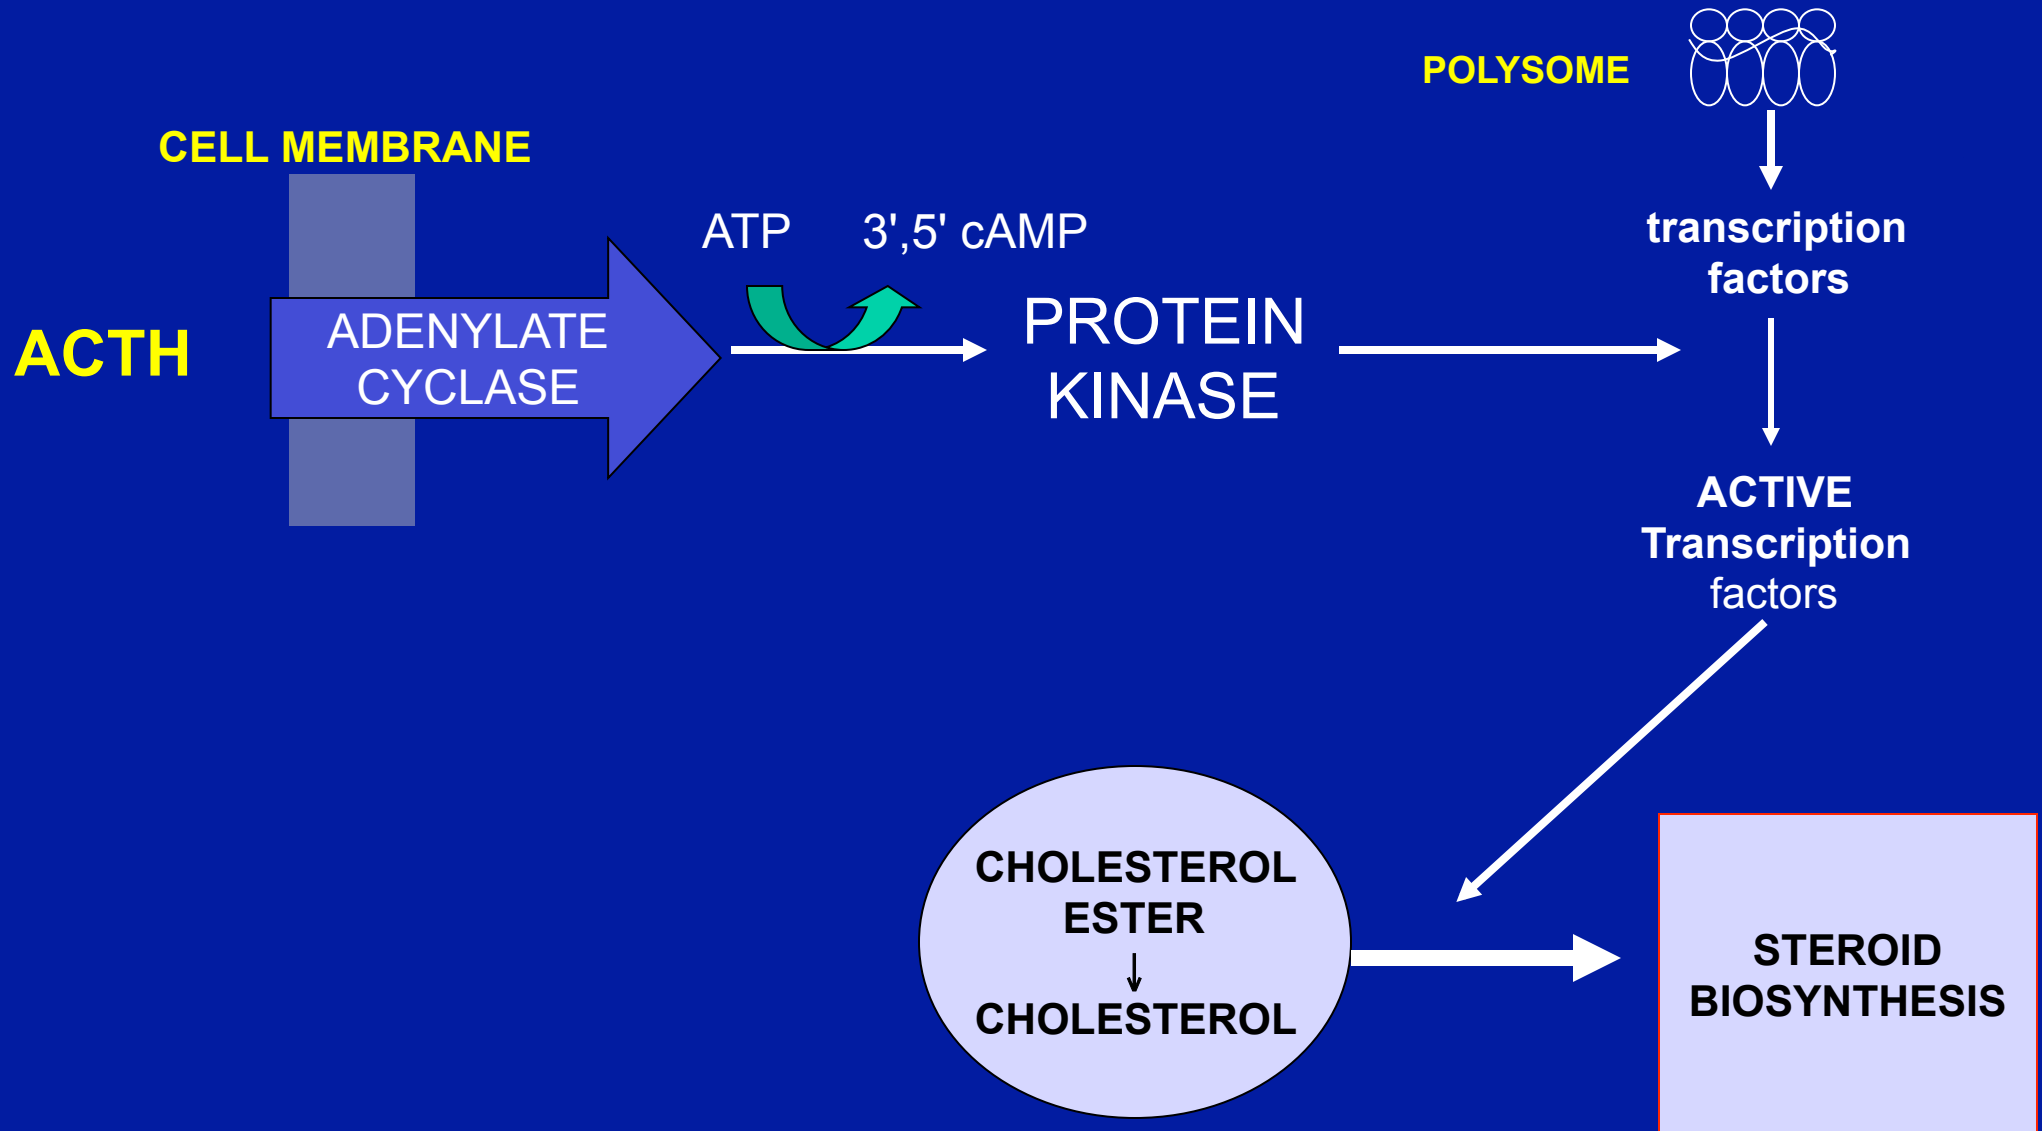 POLYSOME
CELL MEMBRANE
ATP 3',5' cAMP
transcription
factors
ACTH
ADENYLATE
CYCLASE
PROTEIN
KINASE
ACTIVE
Transcription
factors
CHOLESTEROL
ESTER
CHOLESTEROL
STEROID
BIOSYNTHESIS